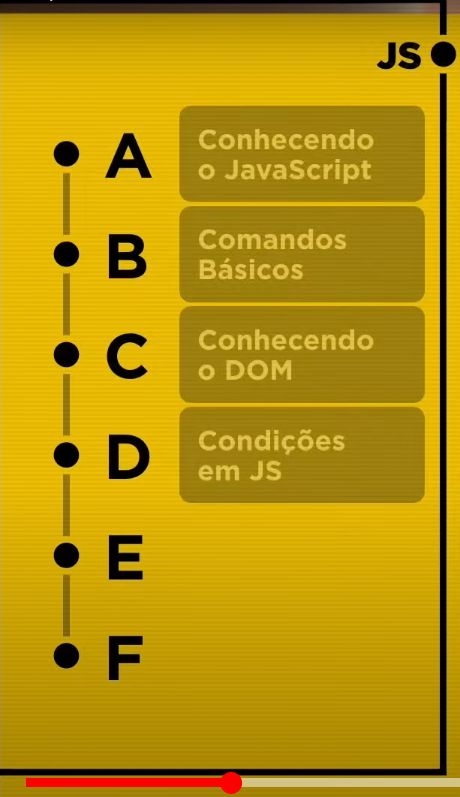 JS
A
Conhecendo
o JavaScript
B
Comandos
Básicos
C
Conhecendo
o DOM
D
Condições
em JS
E
F